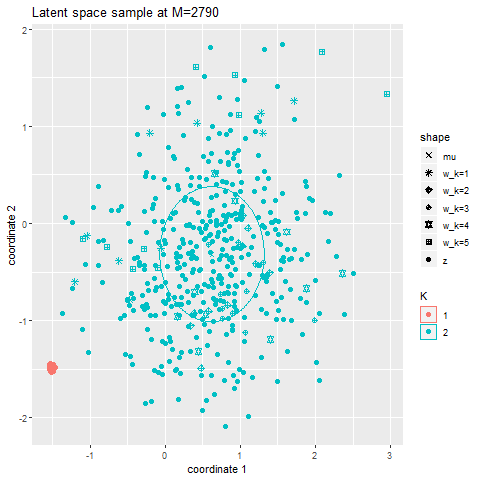 Latent space sample at M=2790
2
1
0
-1
-2
coordinate 2
-1
0
1
2
3
coordinate 1
shape
mu
w_k=1
w_k=2
w_k=3
w_k=4
w_k=5
z
K
1
2